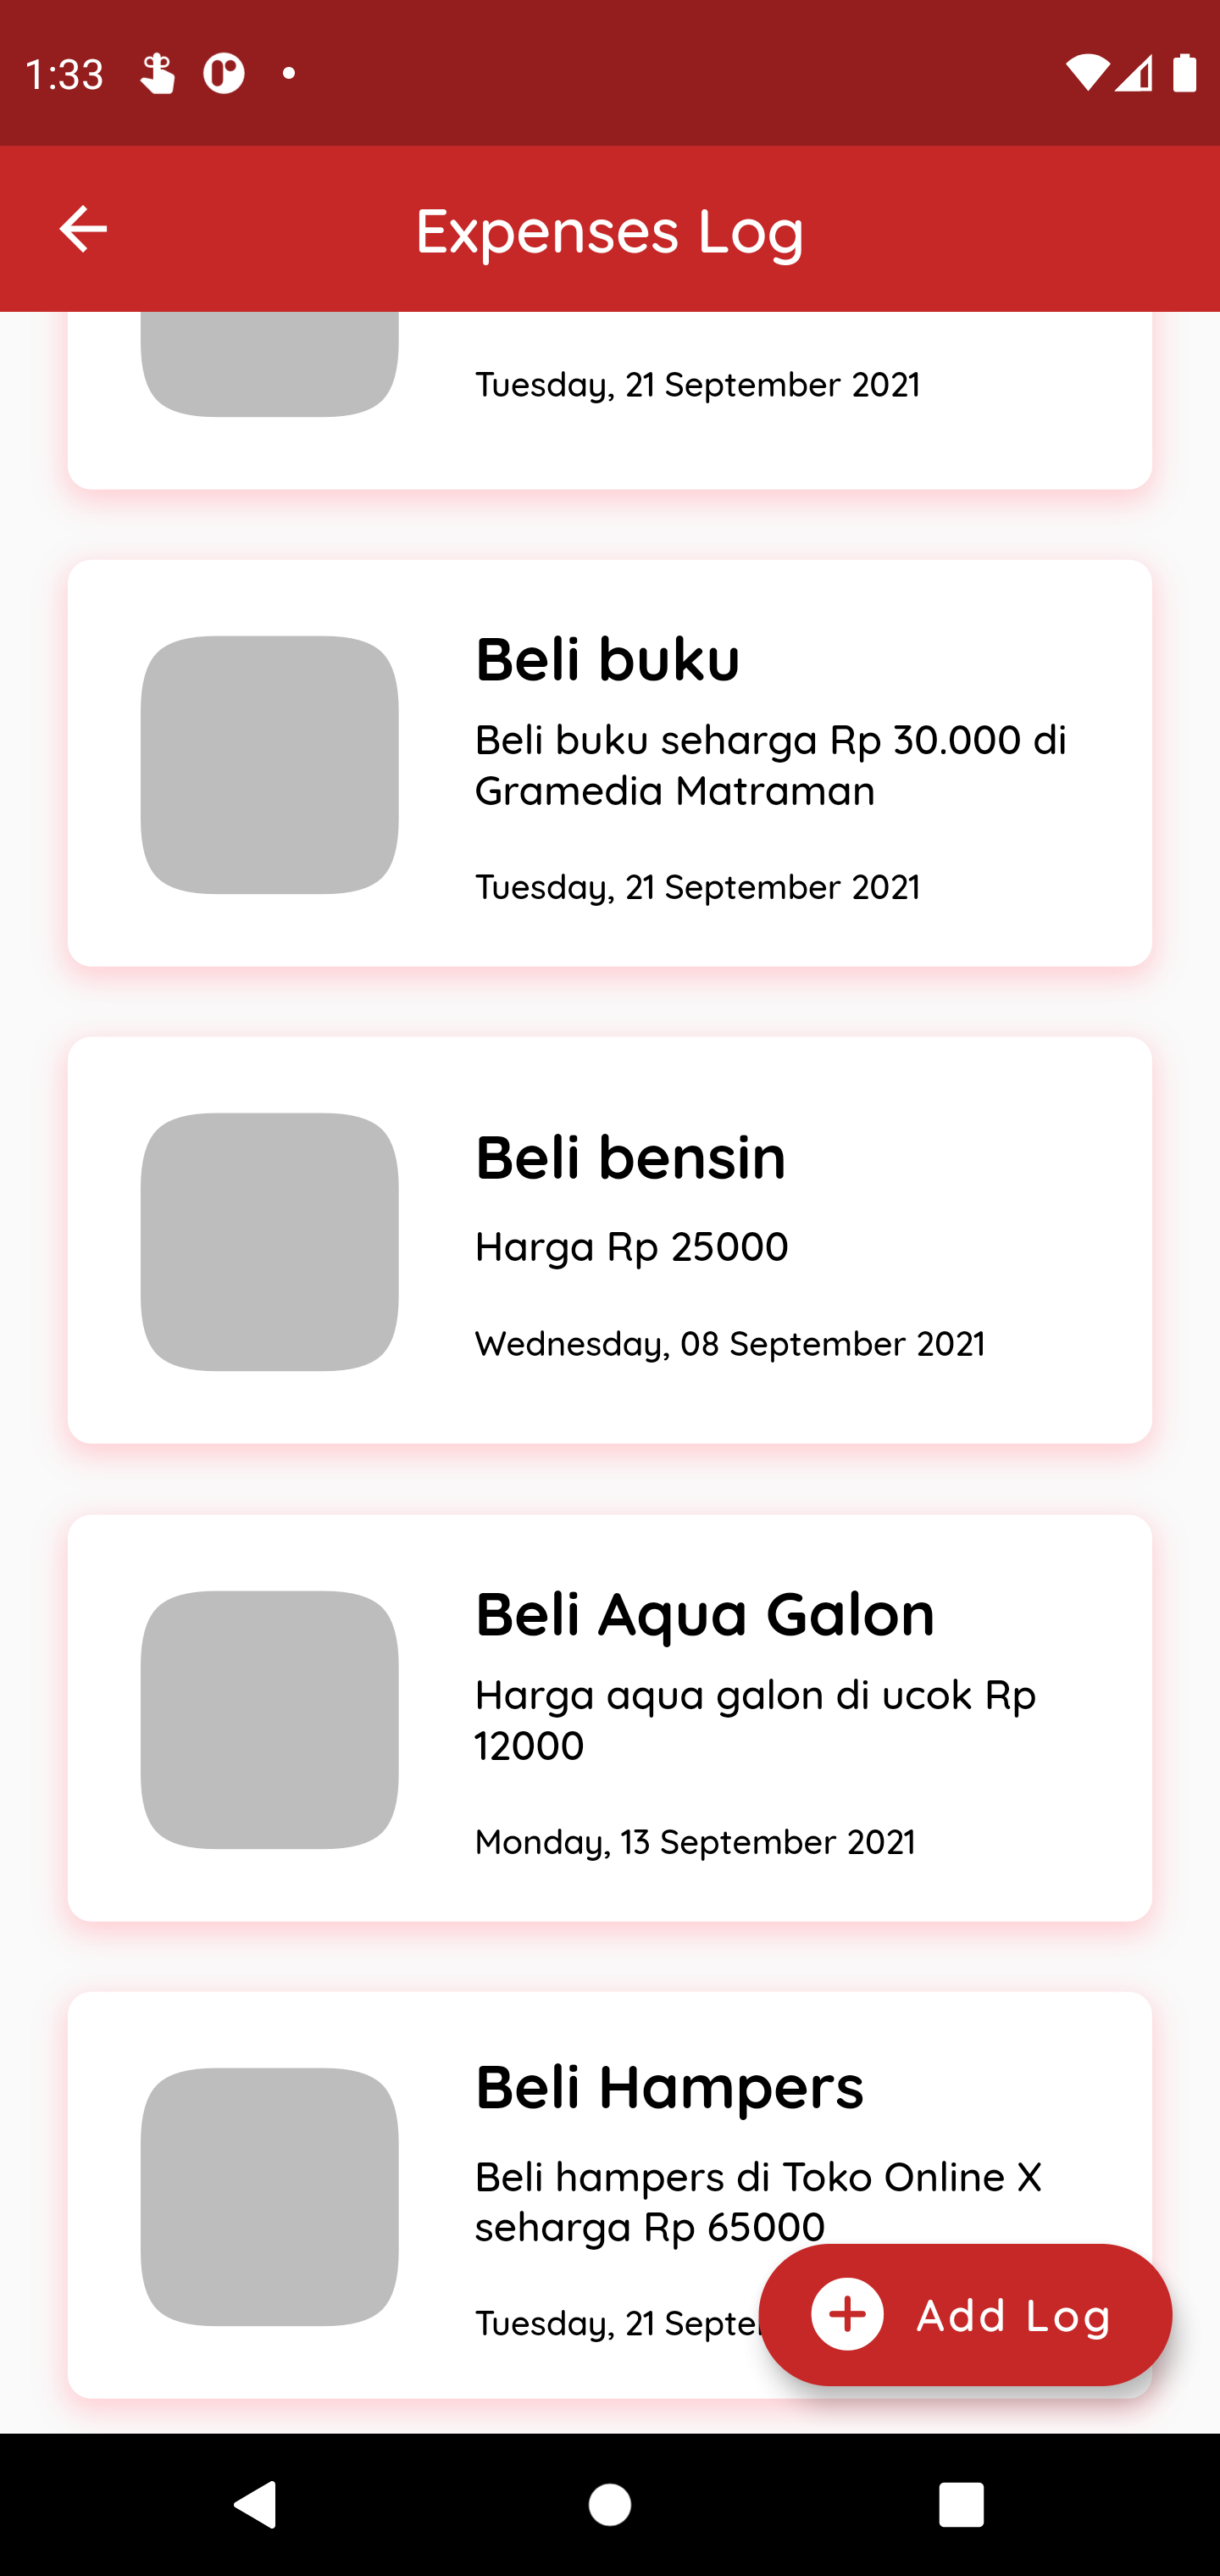 1:33
Expenses Log
Tuesday, 21 September 2021
Beli buku
Beli buku seharga Rp 30.000 di
Gramedia Matraman
Tuesday, 21 September 2021
Beli bensin
Harga Rp 25000
Wednesday, 08 September 2021
Beli Aqua Galon
Harga aqua galon di ucok Rp
12000
Monday, 13 September 2021
Beli Hampers
Beli hampers di Toko Online X
seharga Rp 65000
Tuesday, 21
Add Log